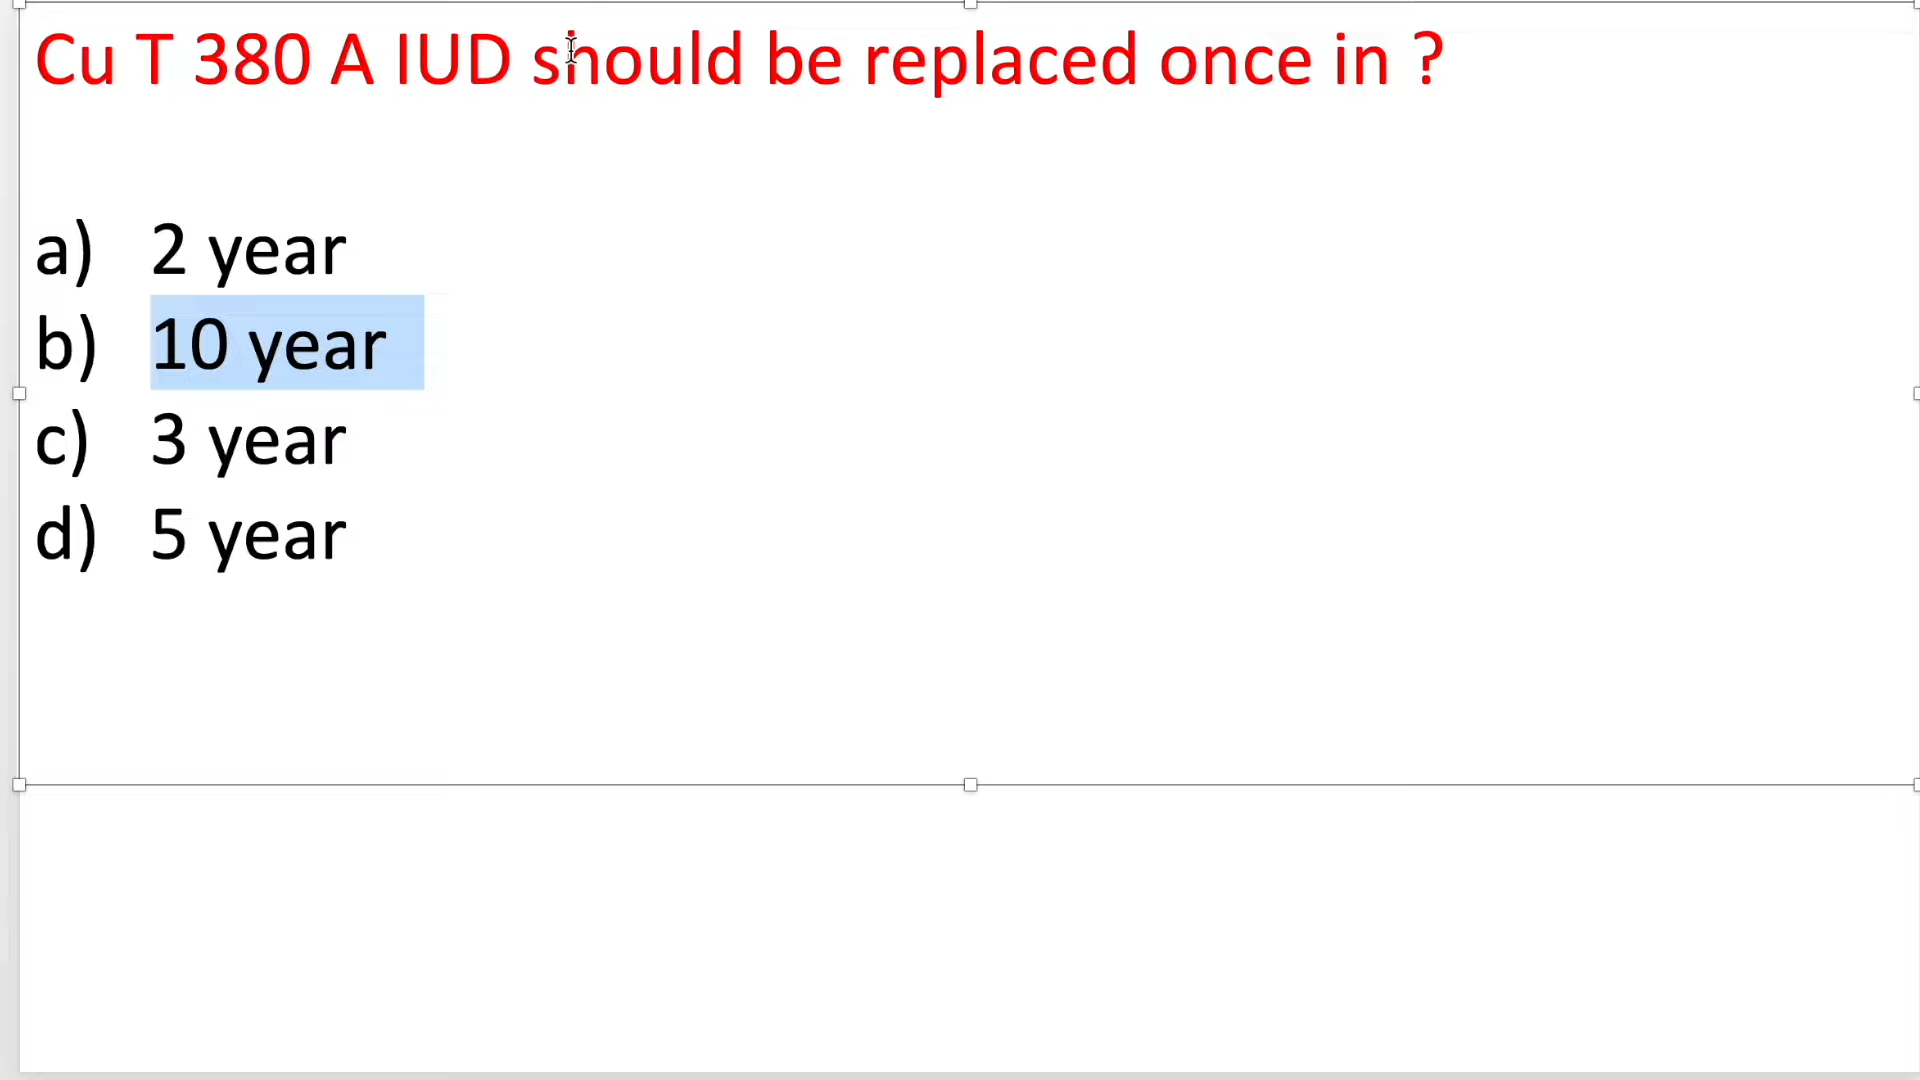 Cu T 380 A IUD should be replaced once in ?
a) 2 year
b) 10 year
c) 3 year
d) 5 year